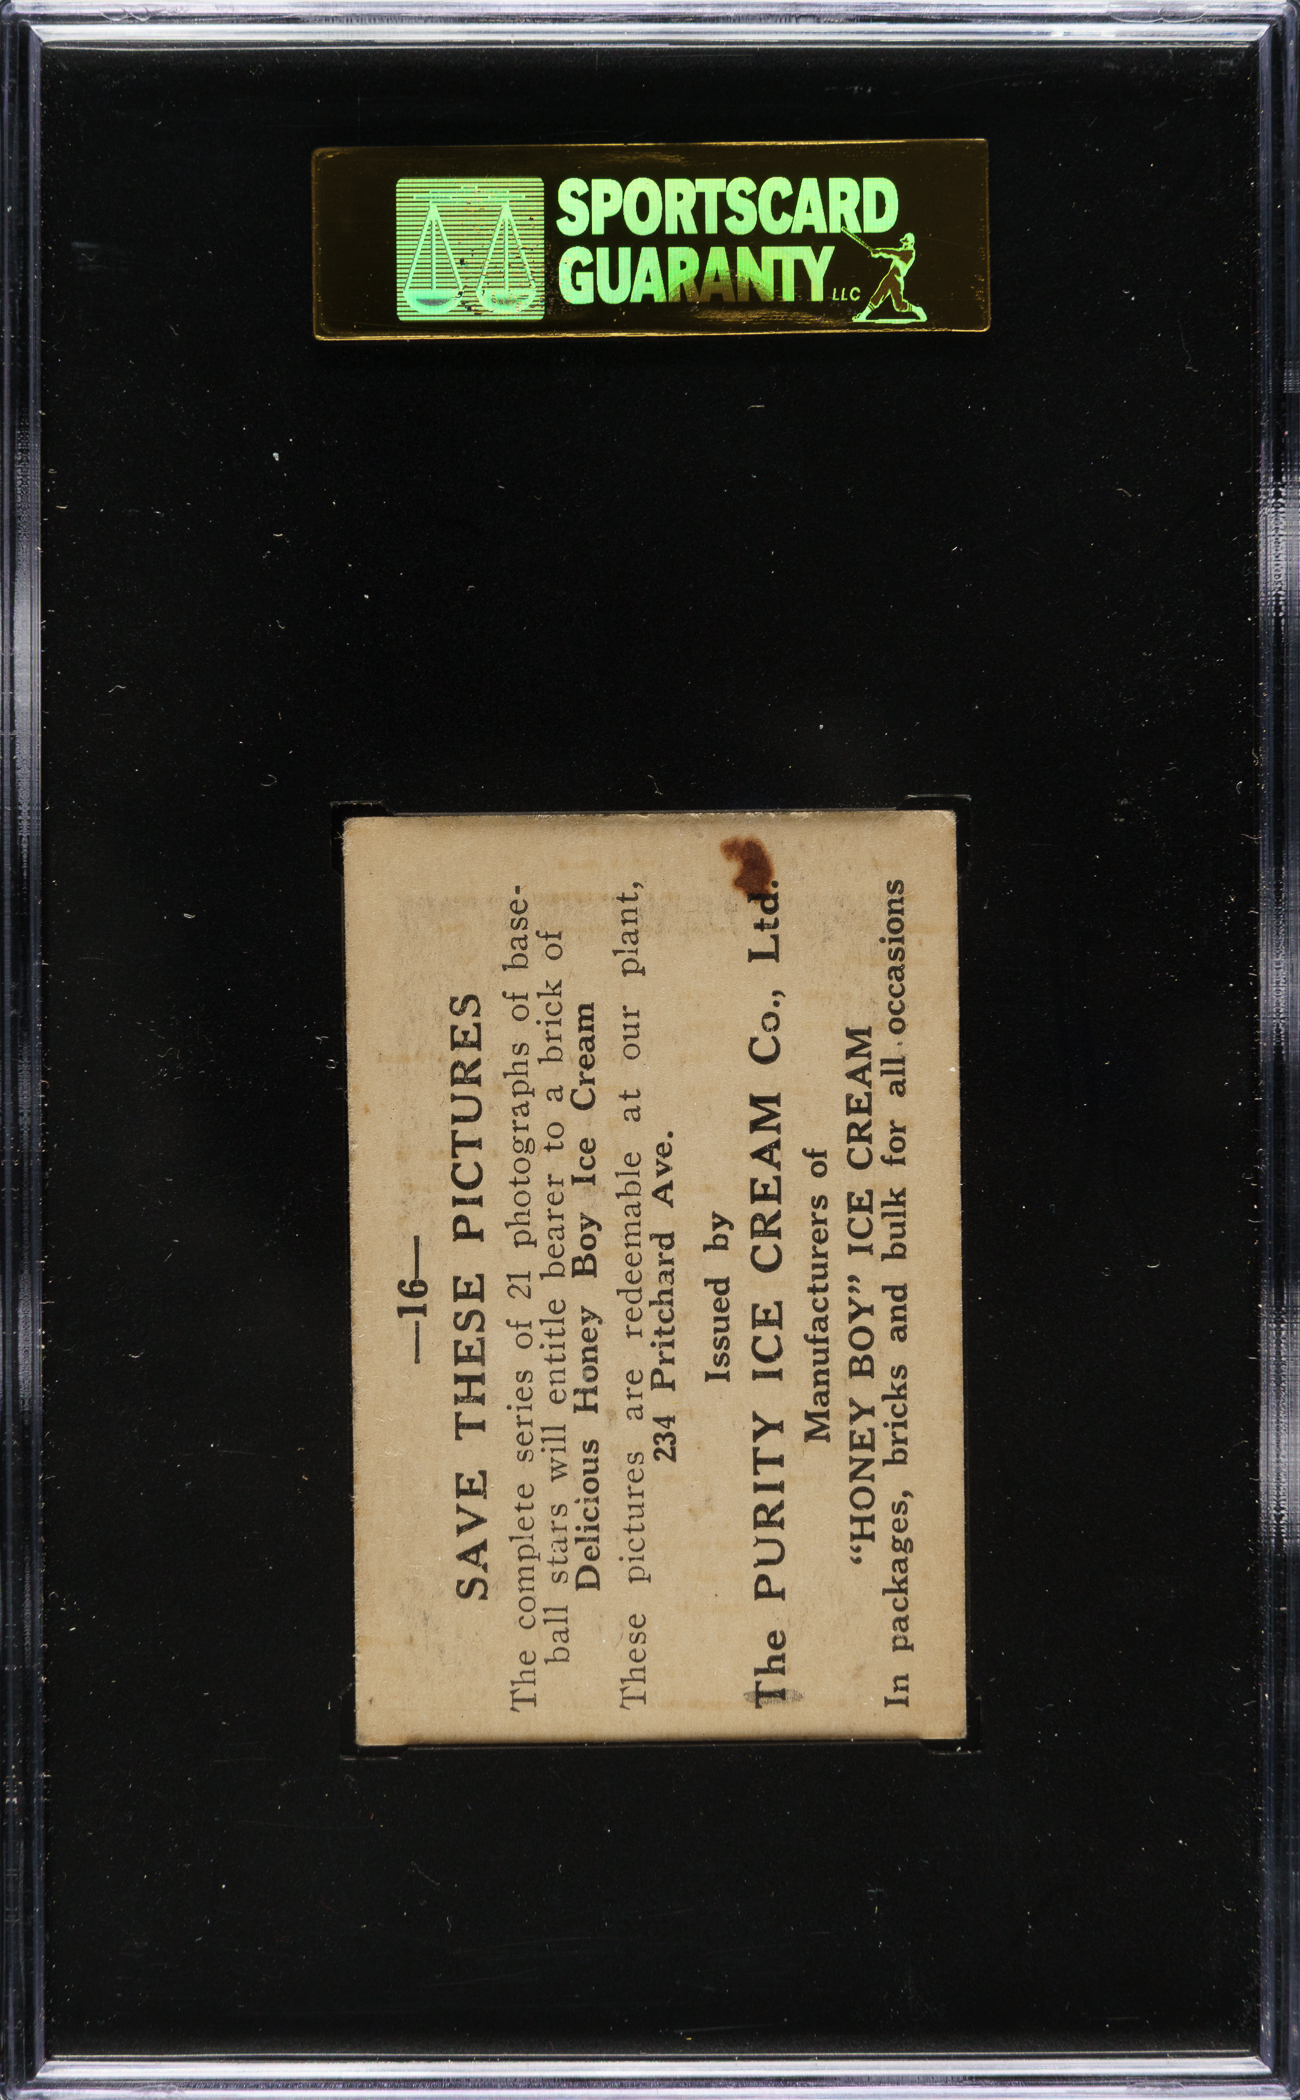 SPORTSCARD
GUARANTY LLC
—16—
SAVE THESE PICTURES
The complete series of 21 photographs of base-
ball stars will entitle bearer to a brick of
Delicious Honey Boy Ice Cream
These pictures are redeemable at our plant,
234 Pritchard Ave.
Issued by
The PURITY ICE CREAM Co., Ltd.
Manufacturers of
“HONEY BOY” ICE CREAM
In packages, bricks and bulk for all occasions